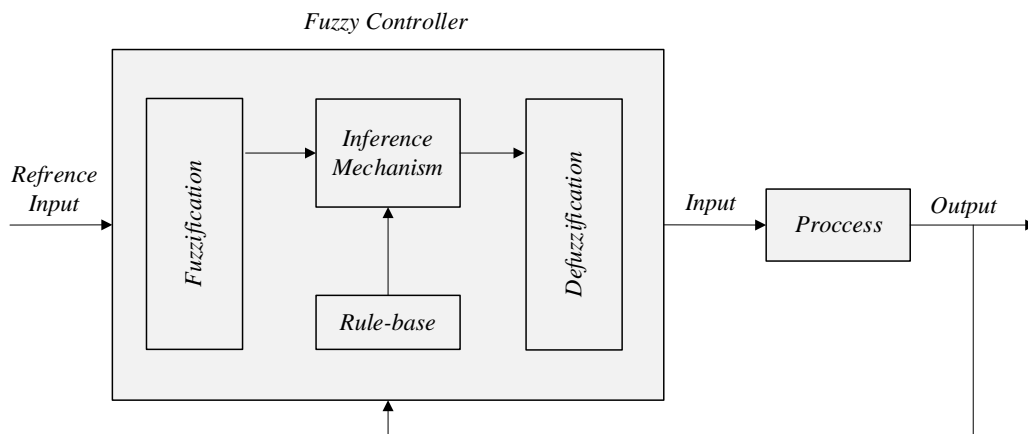 Fuzzy Controller
Refrence
Input
Fuzzification
Inference
Mechanism
Rule-base
Defuzzification
Input
Proccess
Output